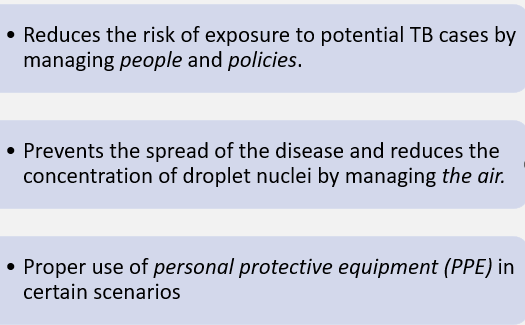 • Reduces the risk of exposure to potential TB cases by
managing people and policies.
• Prevents the spread of the disease and reduces the
concentration of droplet nuclei by managing the air.
• Proper use of personal protective equipment (PPE) in
certain scenarios